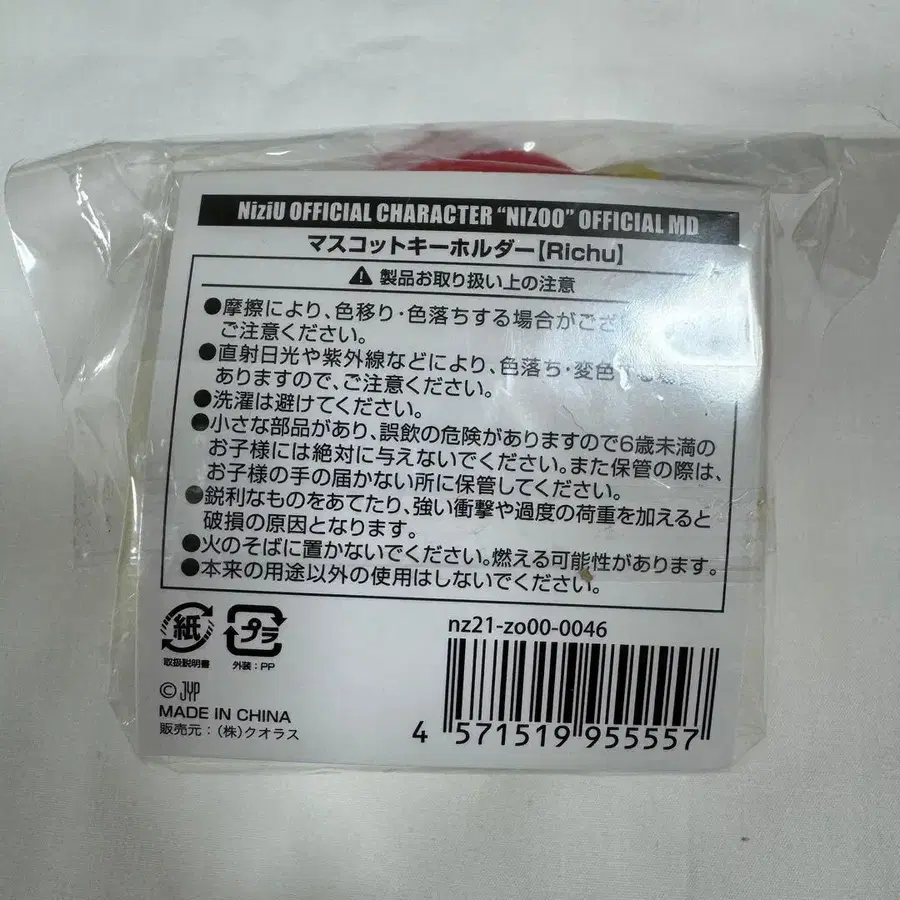 NiziU OFFICIAL CHARACTER “NIZOO” OFFICIAL MD
マスコットキーホルダー【Richu】
製品お取り扱い上の注意
●摩擦により、色移り・色落ちする場合がござ
ご注意ください。
●直射日光や紫外線などにより、色落ち・変色する場
ありますので、ご注意ください。
●洗濯は避けてください。
●小さな部品があり、誤飲の危険がありますので6歳未満の
お子様には絶対に与えないでください。また保管の際は、
お子様の手の届かない所に保管してください。
●鋭利なものをあてたり、強い衝撃や過度の荷重を加えると
破損の原因となります。
●火のそばに置かないでください。燃える可能性があります。
●本来の用途以外の使用はしないでください。
紙
取扱説明書
プラ
外装：PP
nz21-zo00-0046
4 571519 955557
©JYP
MADE IN CHINA
販売元：(株)クオラス